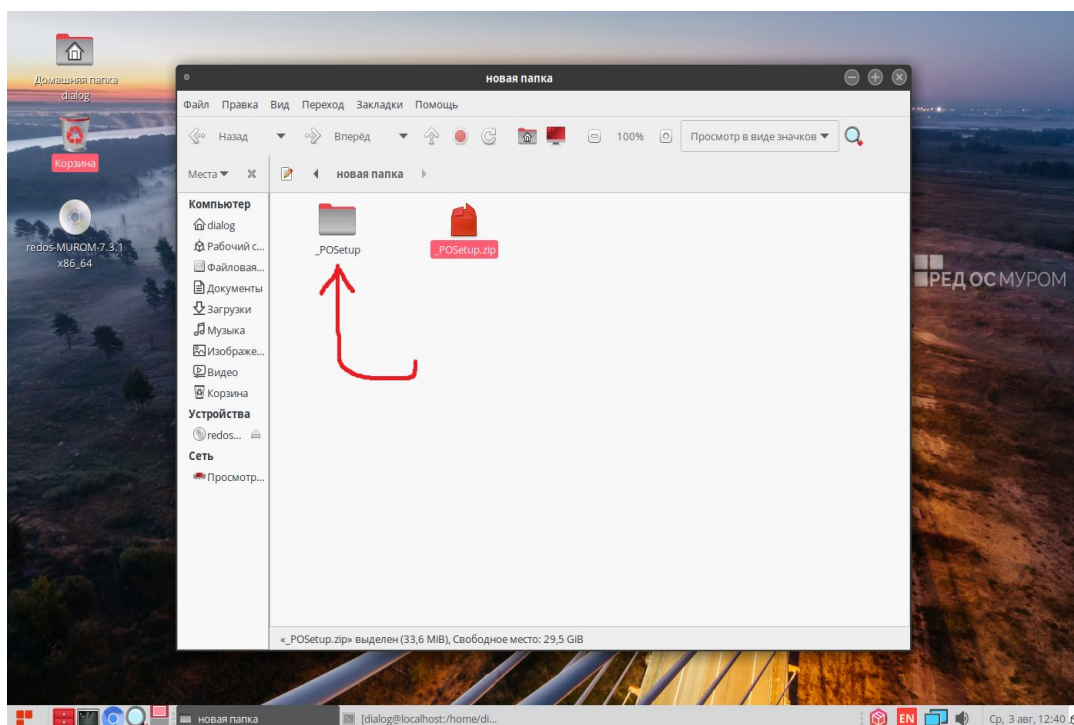 Домашняя папка
dialog
Корзина
redos-MUROM-7.3.1
x86_64
новая папка
Файл Правка Вид Переход Закладки Помощь
Назад Вперёд 100% Просмотр в виде значков
Места новая папка
Компьютер
dialog
Рабочий с...
Файловая...
Документы
Загрузки
Музыка
Изображе...
Видео
Корзина
Устройства
redos...
Сеть
Просмотр...
_POSetup
_POSetup.zip
«_POSetup.zip» выделен (33,6 MiB), Свободное место: 29,5 GiB
РЕД ОС МУРОМ
новая папка [dialog@localhost:/home/di... EN Ср, 3 авг, 12:40